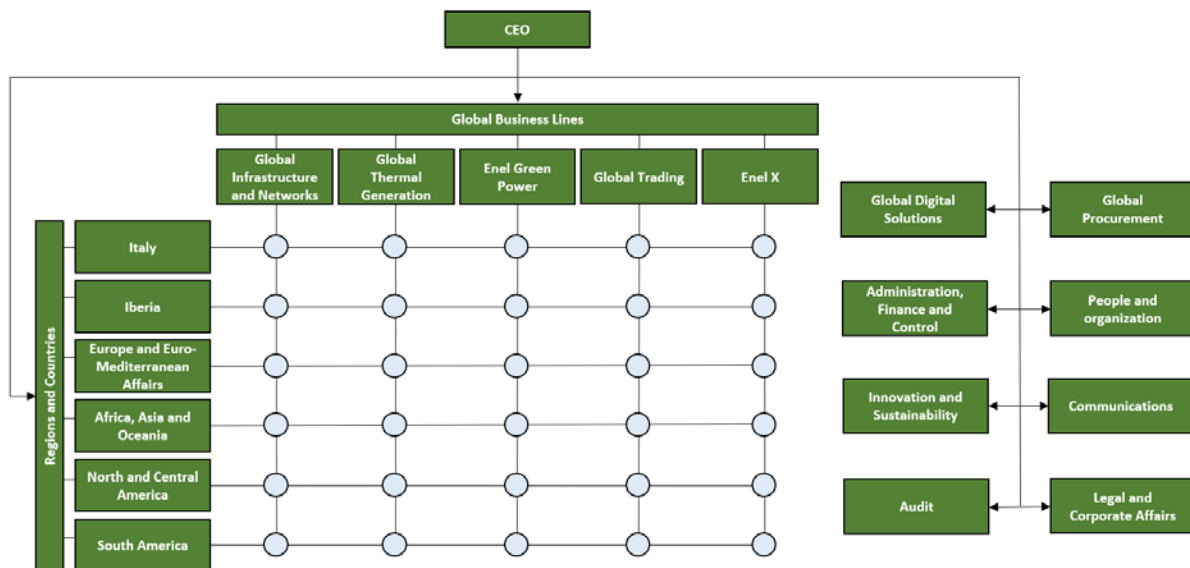 CEO
Global Business Lines
Global
Infrastructure
and Networks
Global
Thermal
Generation
Enel Green
Power
Global Trading
Enel X
Regions and Countries
Italy
Iberia
Europe and Euro-
Mediterranean
Affairs
Africa, Asia and
Oceania
North and Central
America
South America
Global Digital
Solutions
Global
Procurement
Administration,
Finance and
Control
People and
organization
Innovation and
Sustainability
Communications
Audit
Legal and
Corporate Affairs